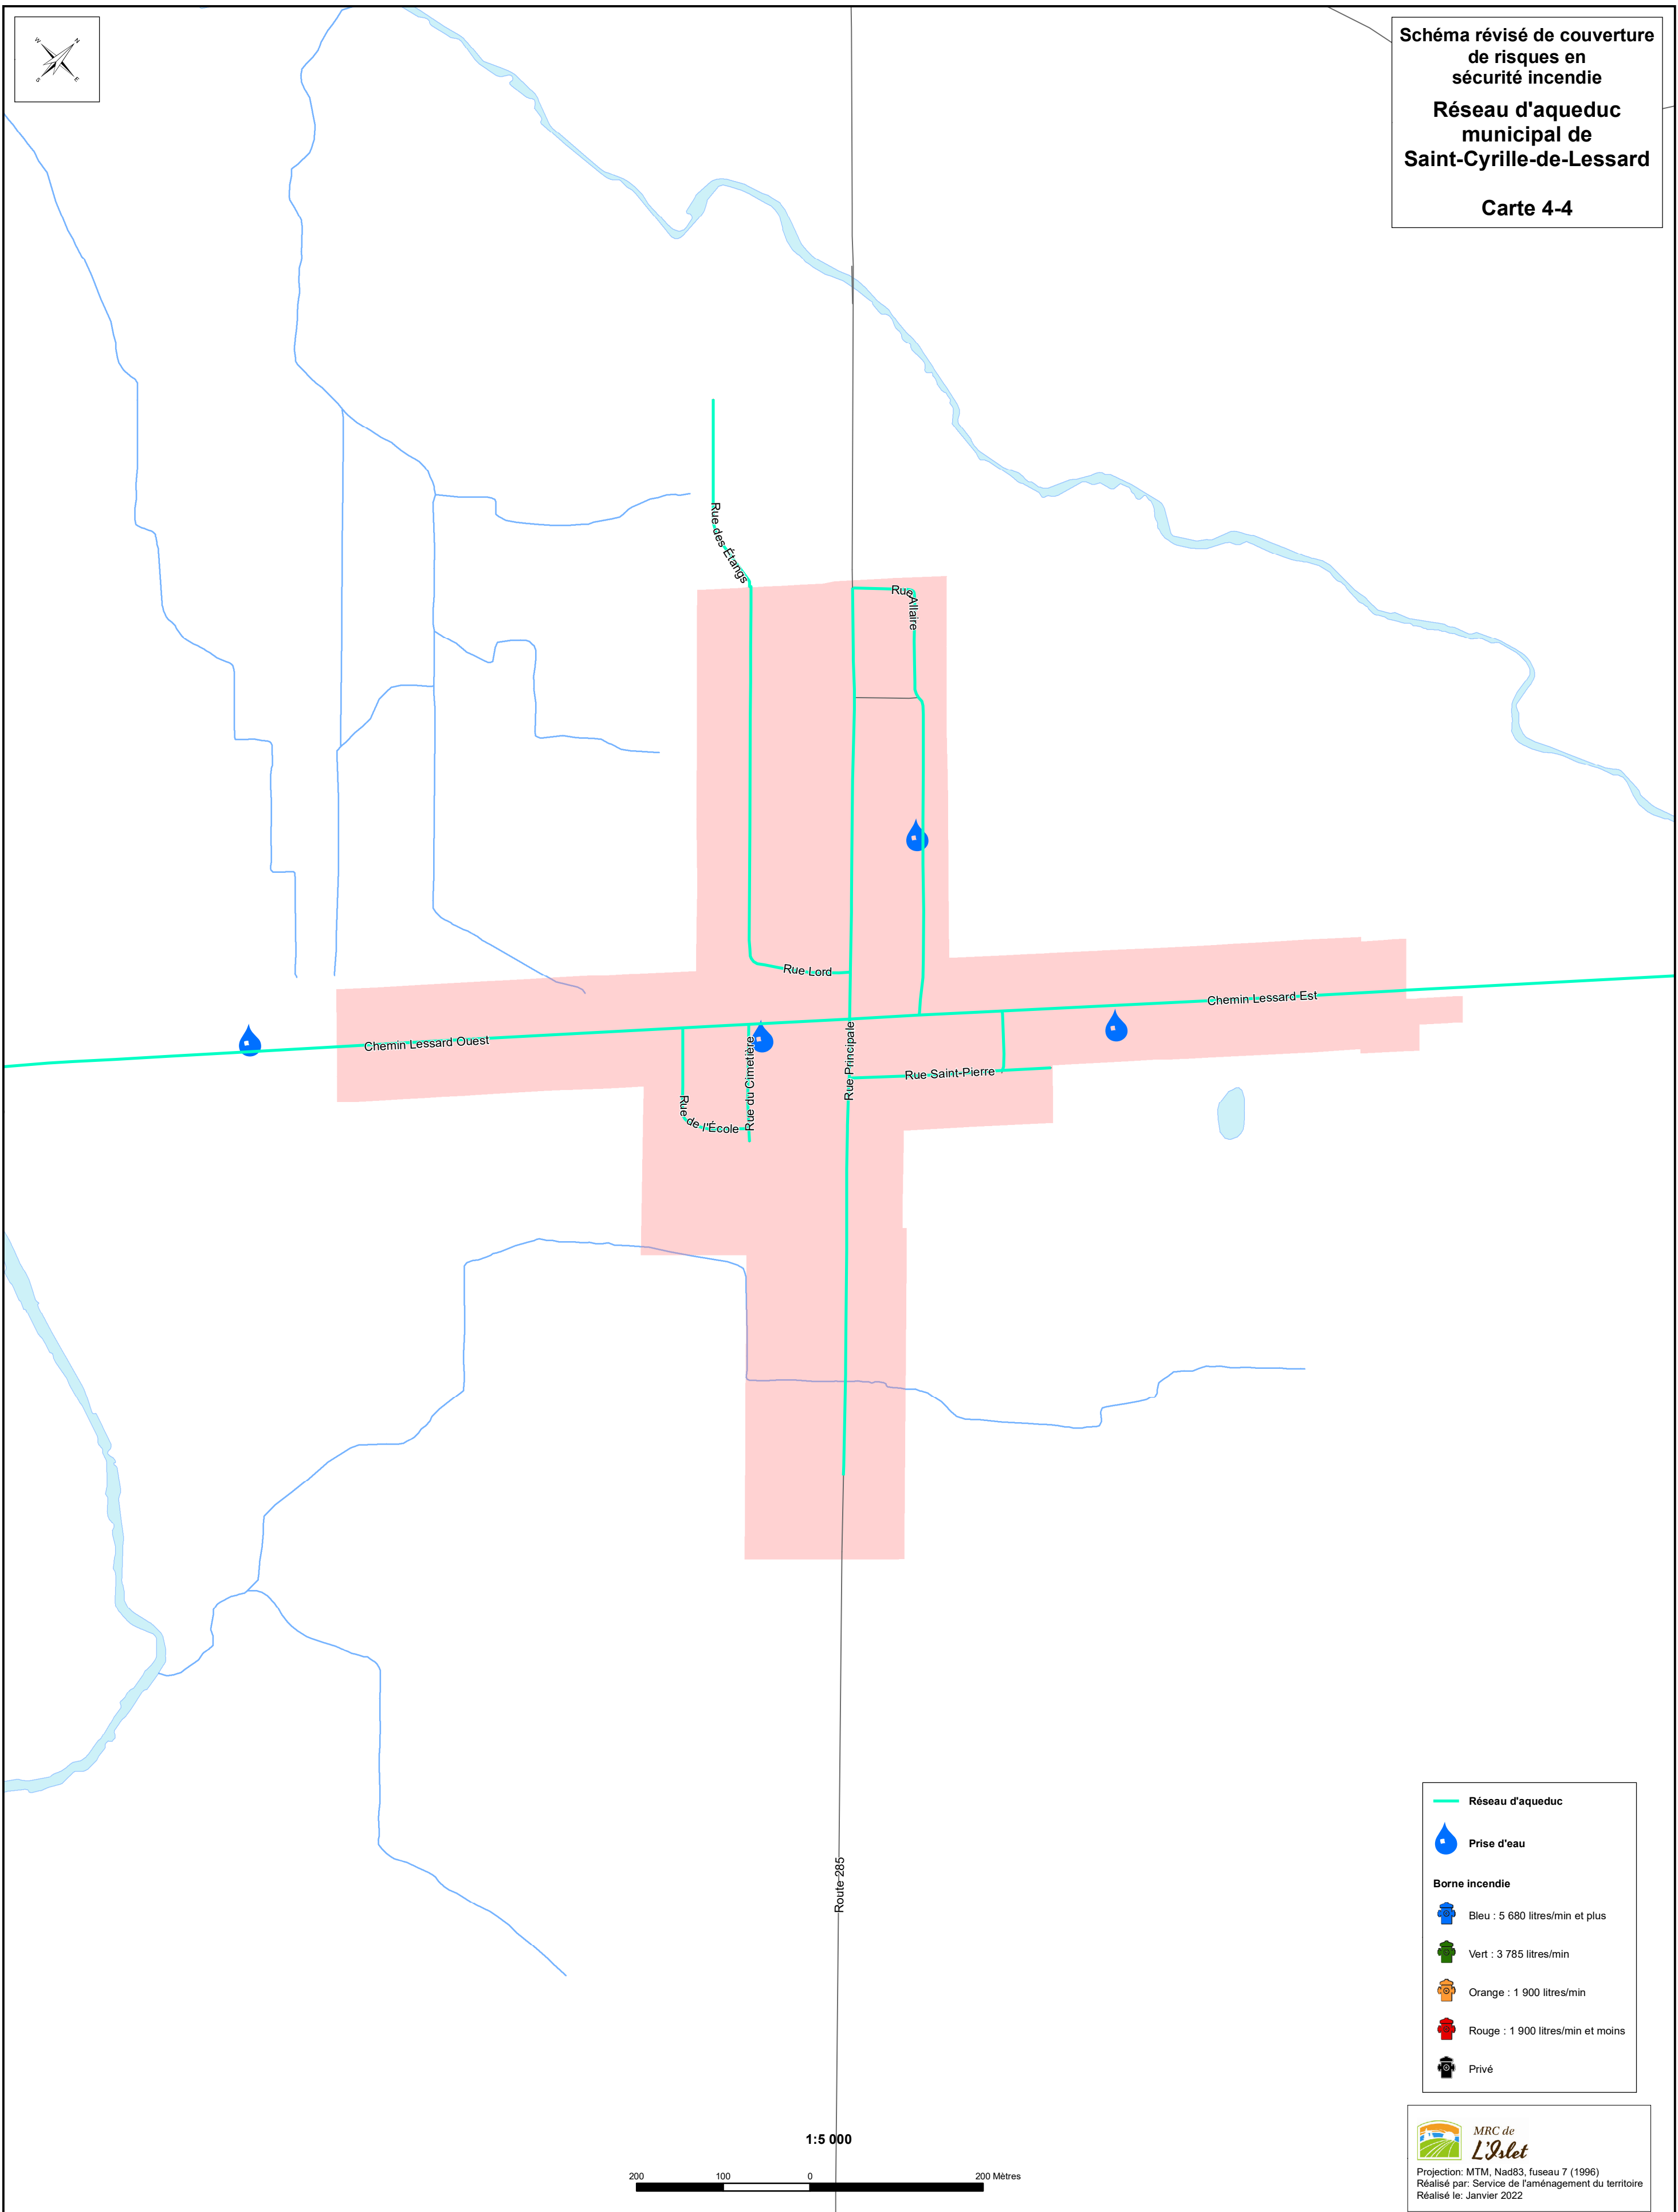 W
N
S
E
Schéma révisé de couverture
de risques en
sécurité incendie
Réseau d'aqueduc
municipal de
Saint-Cyrille-de-Lessard
Carte 4-4
Rue des Étangs
Rue Allaire
Rue Lord
Chemin Lessard Est
Chemin Lessard Ouest
Rue Principale
Rue du Cimetière
Rue Saint-Pierre
Rue de l'École
Route 285
Réseau d'aqueduc
Prise d'eau
Borne incendie
Bleu : 5 680 litres/min et plus
Vert : 3 785 litres/min
Orange : 1 900 litres/min
Rouge : 1 900 litres/min et moins
Privé
1:5 000
200 100 0 200 Mètres
MRC de
L'Islet
Projection: MTM, Nad83, fuseau 7 (1996)
Réalisé par: Service de l'aménagement du territoire
Réalisé le: Janvier 2022